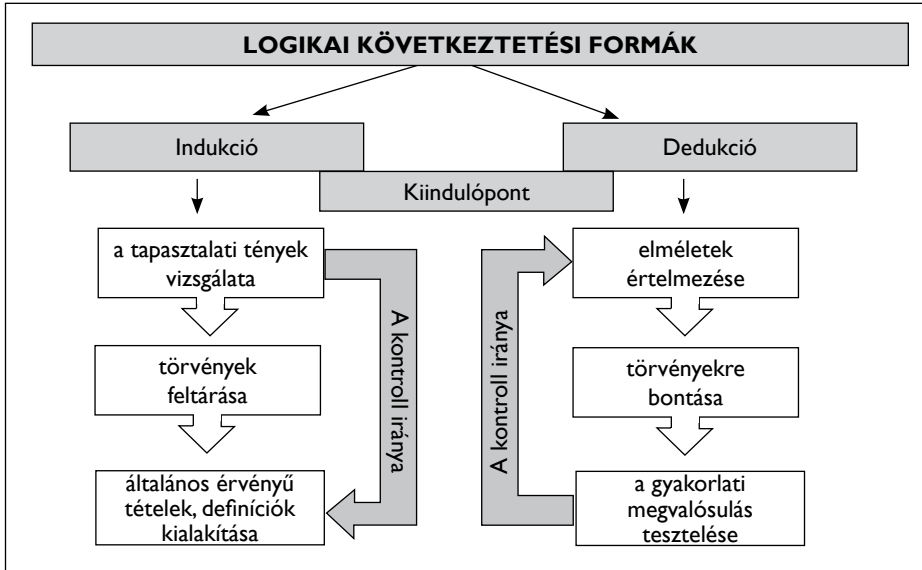 LOGIKAI KÖVETKEZTETÉSI FORMÁK
Indukció
Dedukció
Kiindulópont
a tapasztalati tények
vizsgálata
törvények
feltárása
általános érvényű
tételek, definíciók
kialakítása
A kontroll iránya
A kontroll iránya
elméletek
értelmezése
törvényekre
bontása
a gyakorlati
megvalósulás
tesztelése